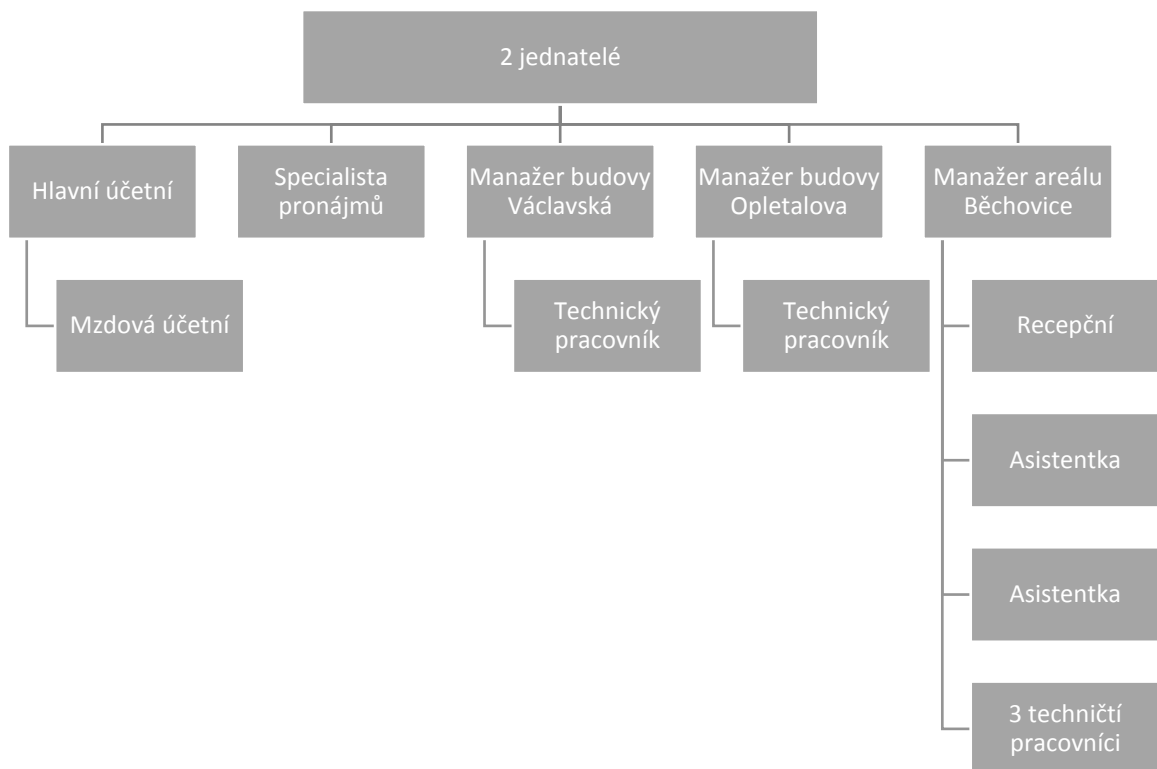 2 jednatelé
Hlavní účetní
Specialista
pronájmů
Manažer budovy
Václavská
Manažer budovy
Opletalova
Manažer areálu
Běchovice
Mzdová účetní
Technický
pracovník
Technický
pracovník
Recepční
Asistentka
Asistentka
3 techničtí
pracovníci